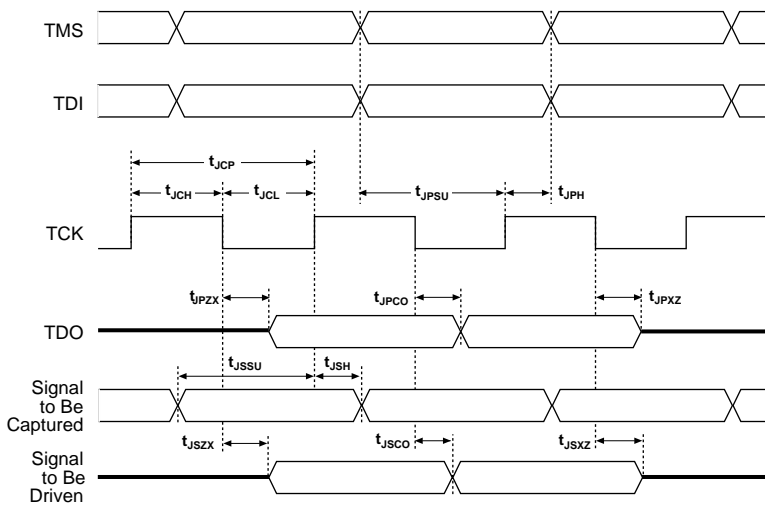 TMS
TDI
tJCP
tJCH
tJCL
tJPSU
tJPH
TCK
tJPZX
tJPCO
tJPXZ
TDO
tJSSU
tJSH
Signal
to Be
Captured
tJSZX
tJSCO
tJSXZ
Signal
to Be
Driven